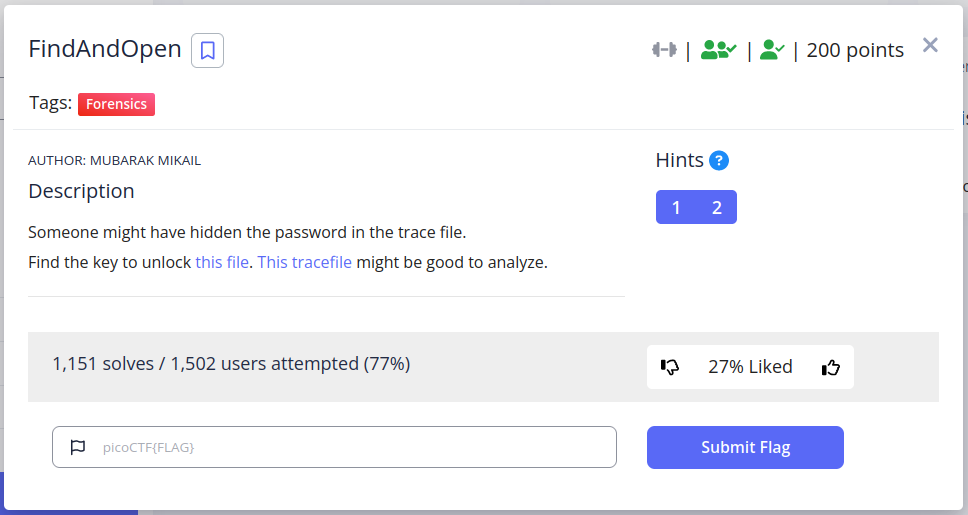 FindAndOpen | | | 200 points
Tags: Forensics
AUTHOR: MUBARAK MIKAIL
Hints ?
Description
1 2
Someone might have hidden the password in the trace file.
Find the key to unlock this file. This tracefile might be good to analyze.
1,151 solves / 1,502 users attempted (77%)
27% Liked
picoCTF{FLAG}
Submit Flag